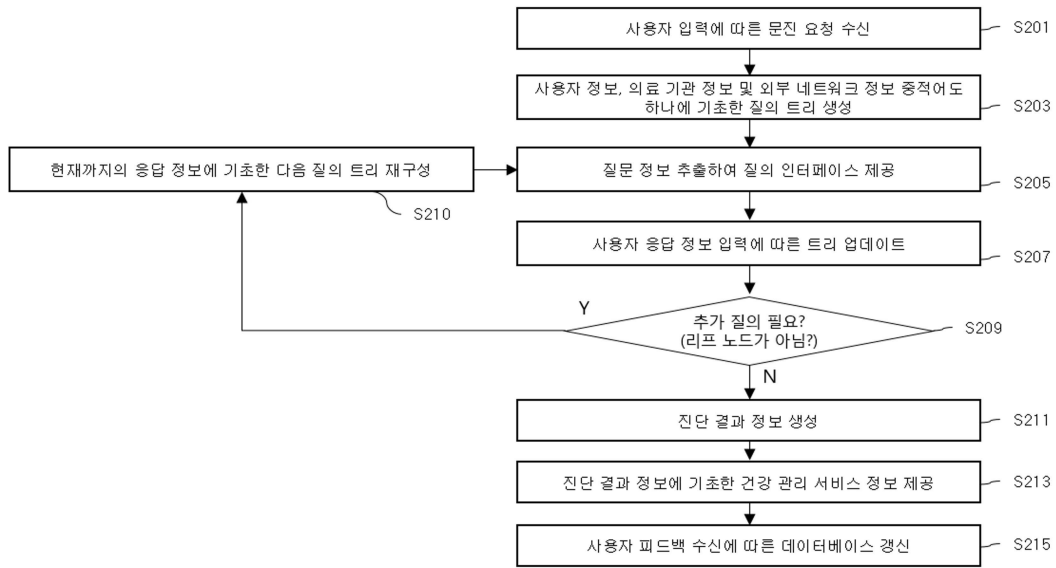 사용자 입력에 따른 문진 요청 수신
S201
사용자 정보, 의료 기관 정보 및 외부 네트워크 정보 중적어도
하나에 기초한 질의 트리 생성
S203
현재까지의 응답 정보에 기초한 다음 질의 트리 재구성
S210
질문 정보 추출하여 질의 인터페이스 제공
S205
사용자 응답 정보 입력에 따른 트리 업데이트
S207
Y
추가 질의 필요?
(리프 노드가 아님?)
S209
N
진단 결과 정보 생성
S211
진단 결과 정보에 기초한 건강 관리 서비스 정보 제공
S213
사용자 피드백 수신에 따른 데이터베이스 갱신
S215